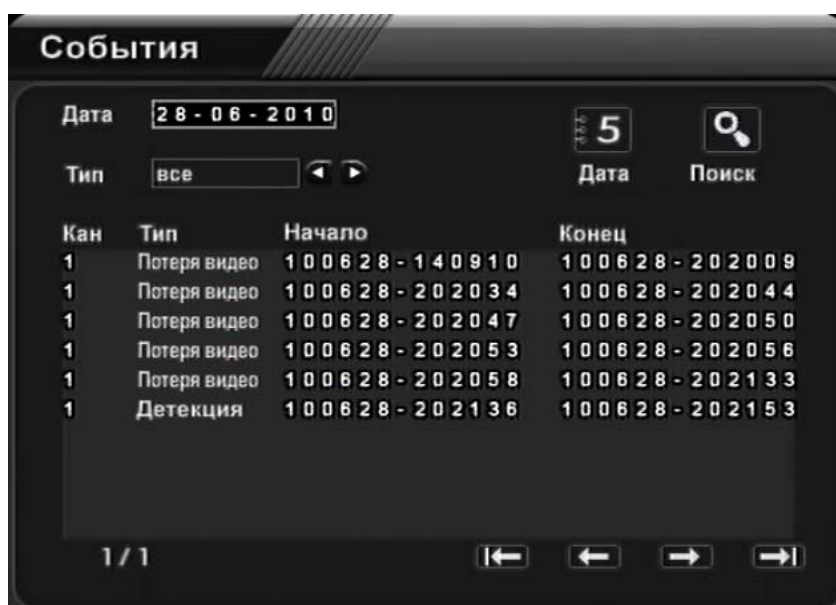 События
Дата 28-06-2010
5
Тип все
Дата Поиск
Кан Тип Начало Конец
1 Потеря видео 100628-140910 100628-202009
1 Потеря видео 100628-202034 100628-202044
1 Потеря видео 100628-202047 100628-202050
1 Потеря видео 100628-202053 100628-202056
1 Потеря видео 100628-202058 100628-202133
1 Детекция 100628-202136 100628-202153
1/1